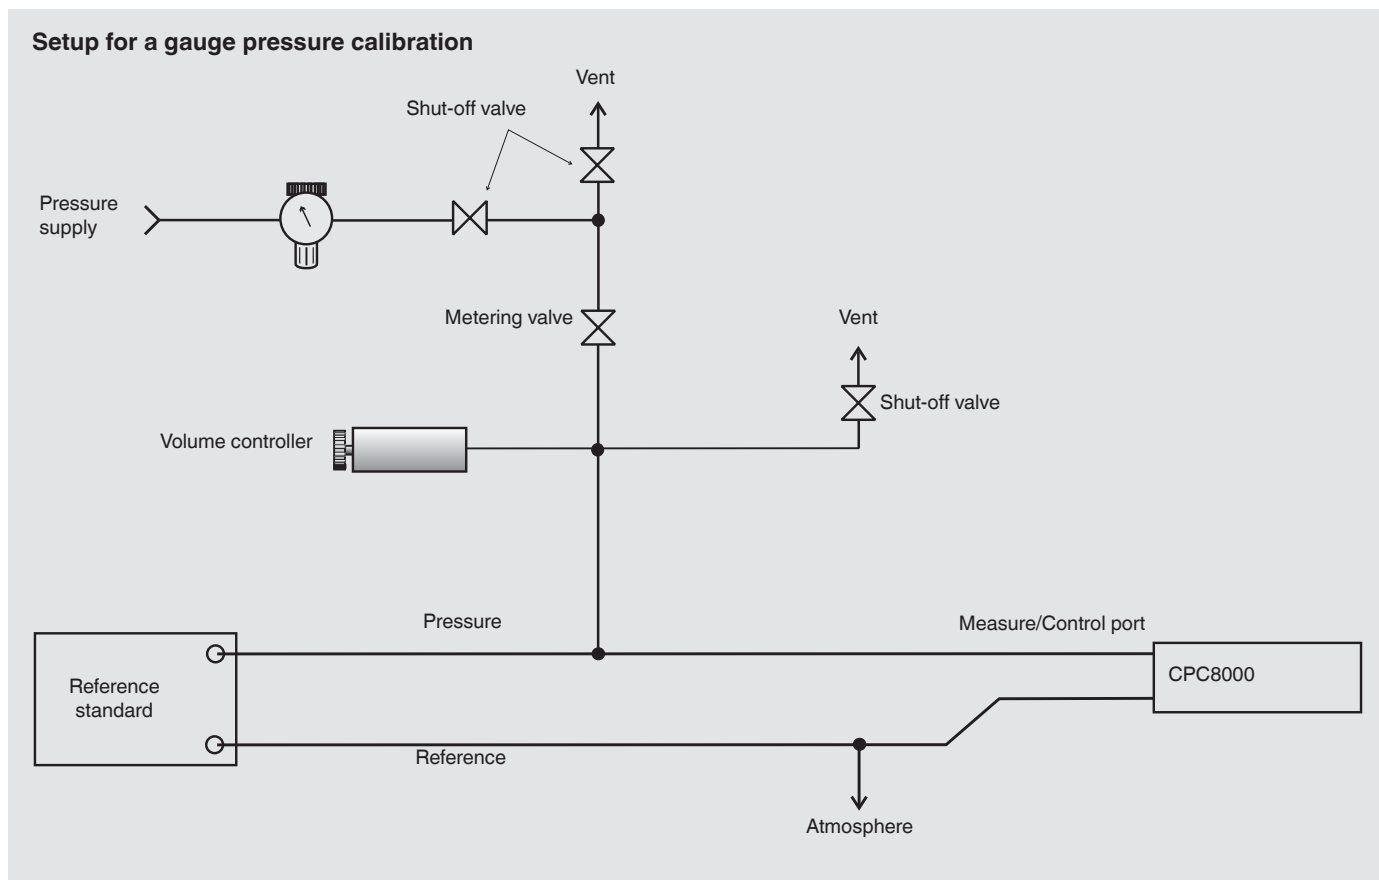 Setup for a gauge pressure calibration
Vent
Shut-off valve
Pressure
supply
Metering valve
Vent
Shut-off valve
Volume controller
Pressure
Measure/Control port
CPC8000
Reference
standard
Reference
Atmosphere